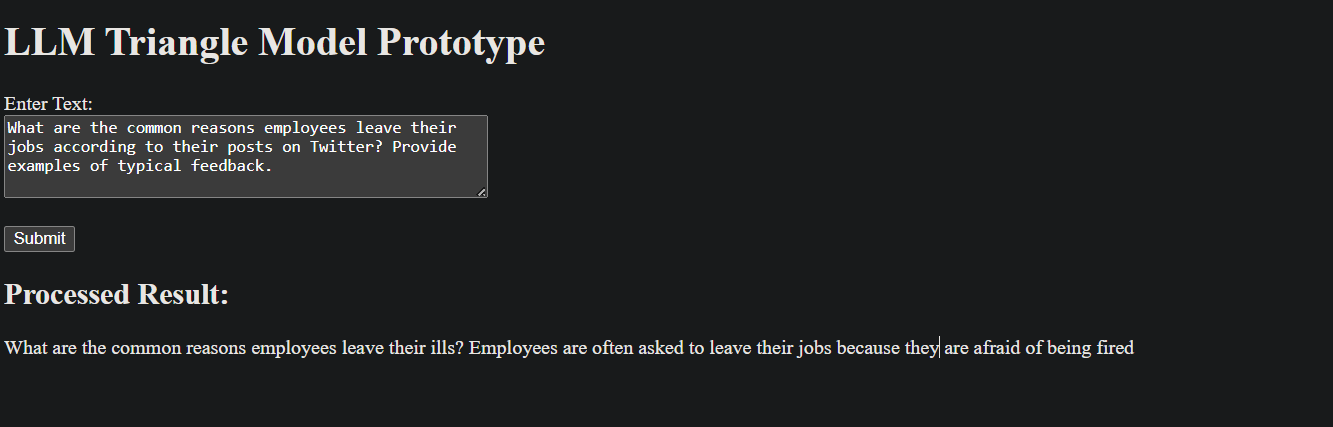 LLM Triangle Model Prototype
Enter Text:
What are the common reasons employees leave their
jobs according to their posts on Twitter? Provide
examples of typical feedback.
Submit
Processed Result:
What are the common reasons employees leave their ills? Employees are often asked to leave their jobs because they are afraid of being fired